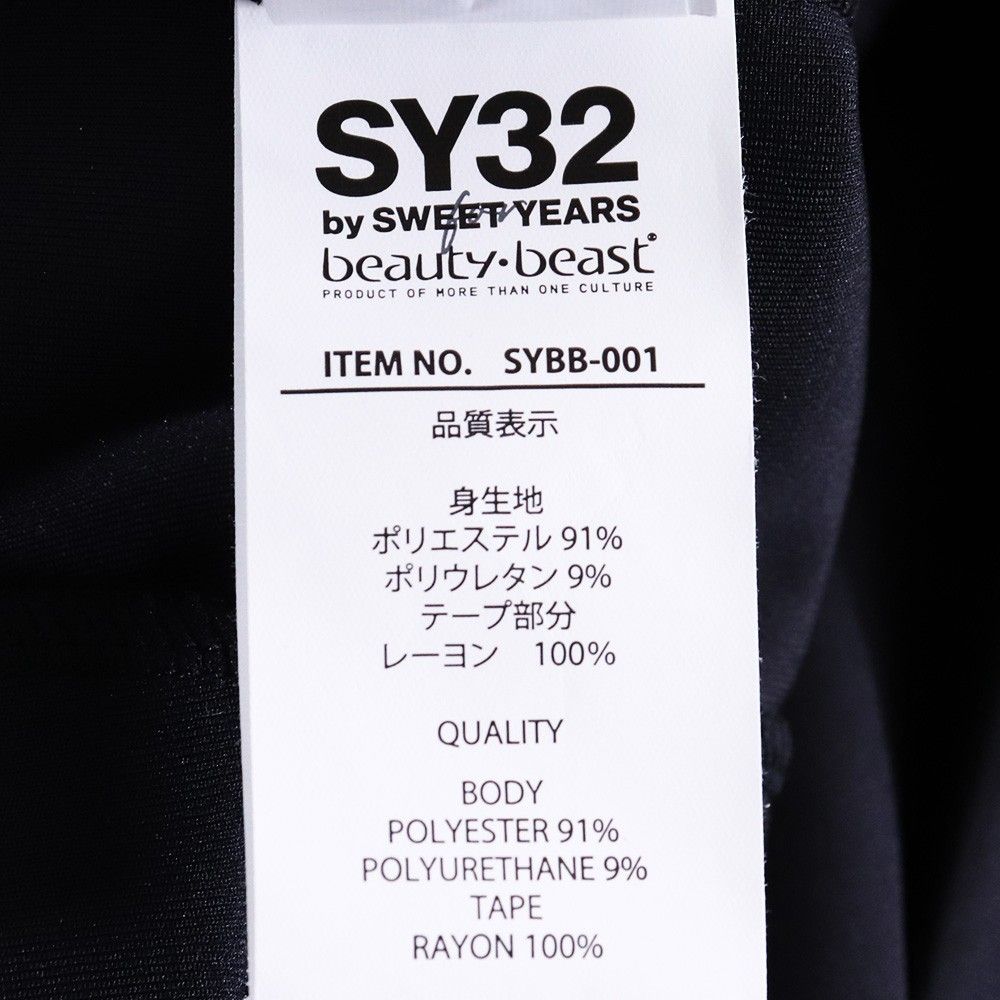 SY32
by SWEET YEARS
for
beauty·beast
PRODUCT OF MORE THAN ONE CULTURE
ITEM NO. SYBB-001
品質表示
身生地
ポリエステル 91%
ポリウレタン 9%
テープ部分
レーヨン　100%
QUALITY
BODY
POLYESTER 91%
POLYURETHANE 9%
TAPE
RAYON 100%